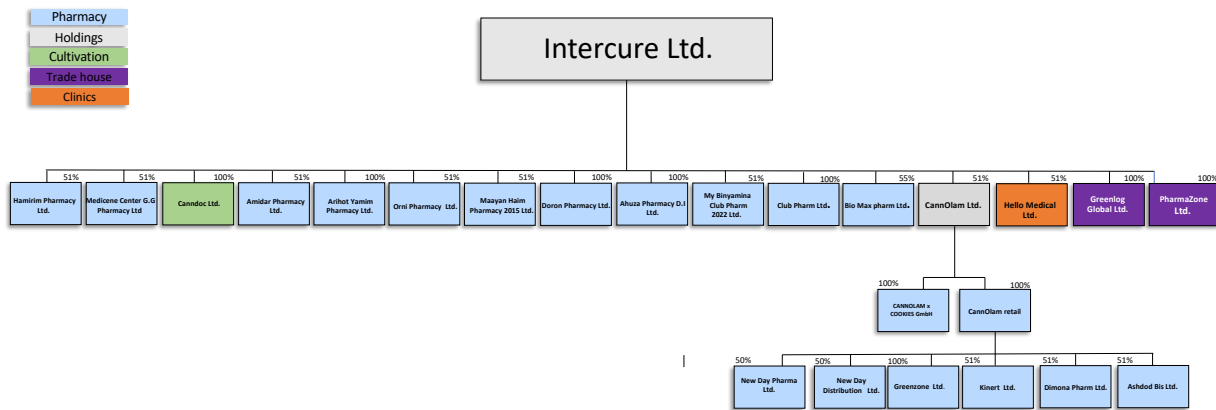 Pharmacy
Holdings
Cultivation
Trade house
Clinics
Intercure Ltd.
51%
51%
100%
51%
100%
51%
51%
100%
100%
51%
100%
55%
51%
51%
100%
100%
Hamirim Pharmacy
Ltd.
Medicene Center G.G
Pharmacy Ltd
Canndoc Ltd.
Amidar Pharmacy
Ltd.
Arihot Yamim
Pharmacy Ltd.
Orni Pharmacy Ltd.
Maayan Haim
Pharmacy 2015 Ltd.
Doron Pharmacy Ltd.
Ahuza Pharmacy D.I
Ltd.
My Binyamina
Club Pharm
2022 Ltd.
Club Pharm Ltd.
Bio Max pharm Ltd.
CannOlam Ltd.
Hello Medical
Ltd.
Greenlog
Global Ltd.
PharmaZone
Ltd.
100%
100%
CANNOLAM x
COOKIES GmbH
CannOlam retail
50%
50%
100%
51%
51%
51%
New Day Pharma
Ltd.
New Day
Distribution Ltd.
Greenzone Ltd.
Kinert Ltd.
Dimona Pharm Ltd.
Ashdod Bis Ltd.